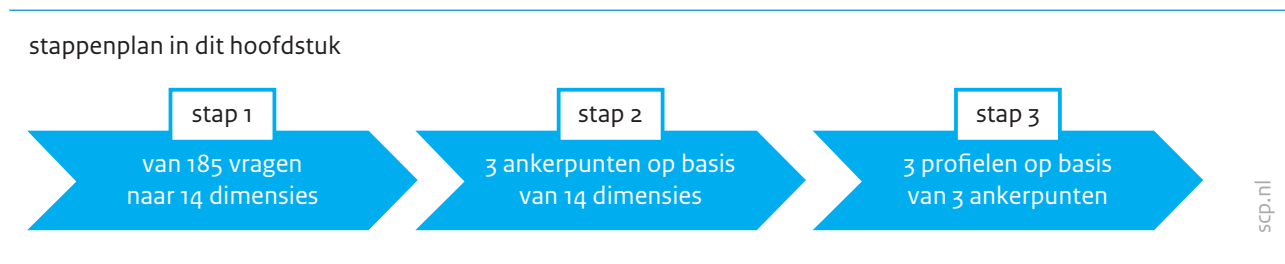 stappenplan in dit hoofdstuk
stap 1
van 185 vragen
naar 14 dimensies
stap 2
3 ankerpunten op basis
van 14 dimensies
stap 3
3 profielen op basis
van 3 ankerpunten
scp.nl